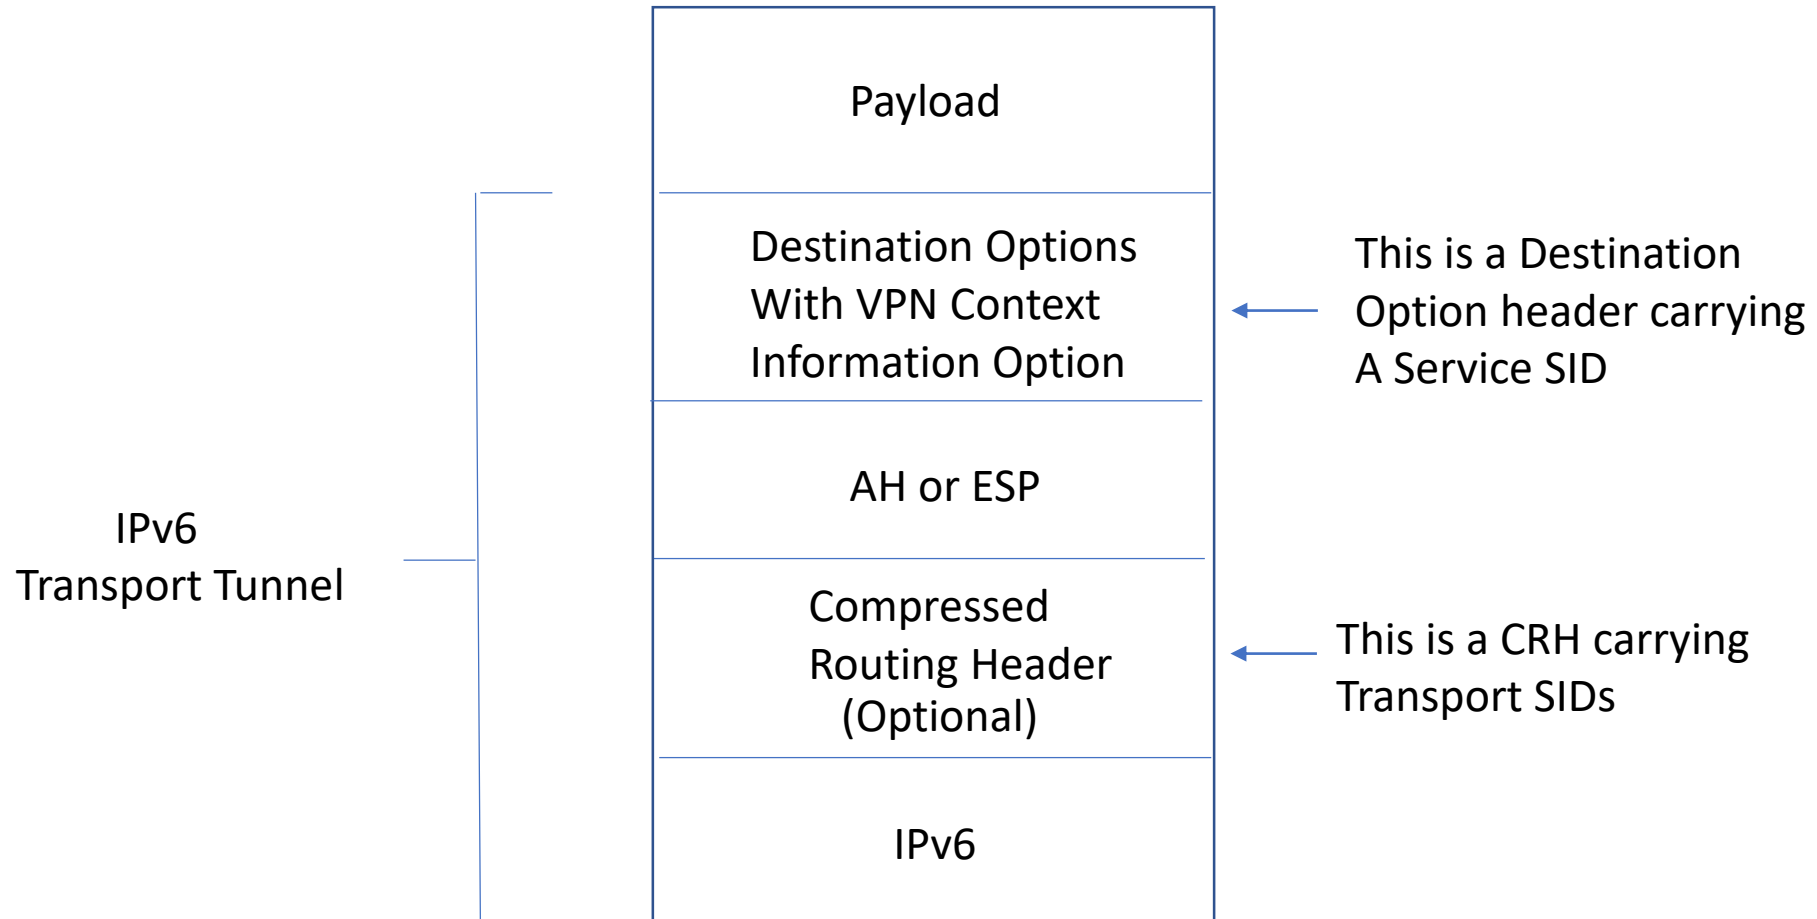 Payload
Destination Options
With VPN Context
Information Option
This is a Destination
Option header carrying
A Service SID
AH or ESP
IPv6
Transport Tunnel
Compressed
Routing Header
(Optional)
This is a CRH carrying
Transport SIDs
IPv6